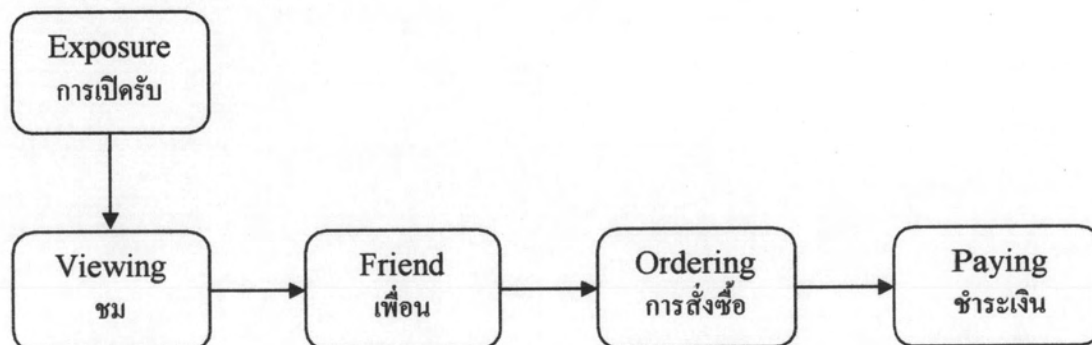 Exposure
การเปิดรับ
Viewing
ชม
Friend
เพื่อน
Ordering
การสั่งซื้อ
Paying
ชำระเงิน